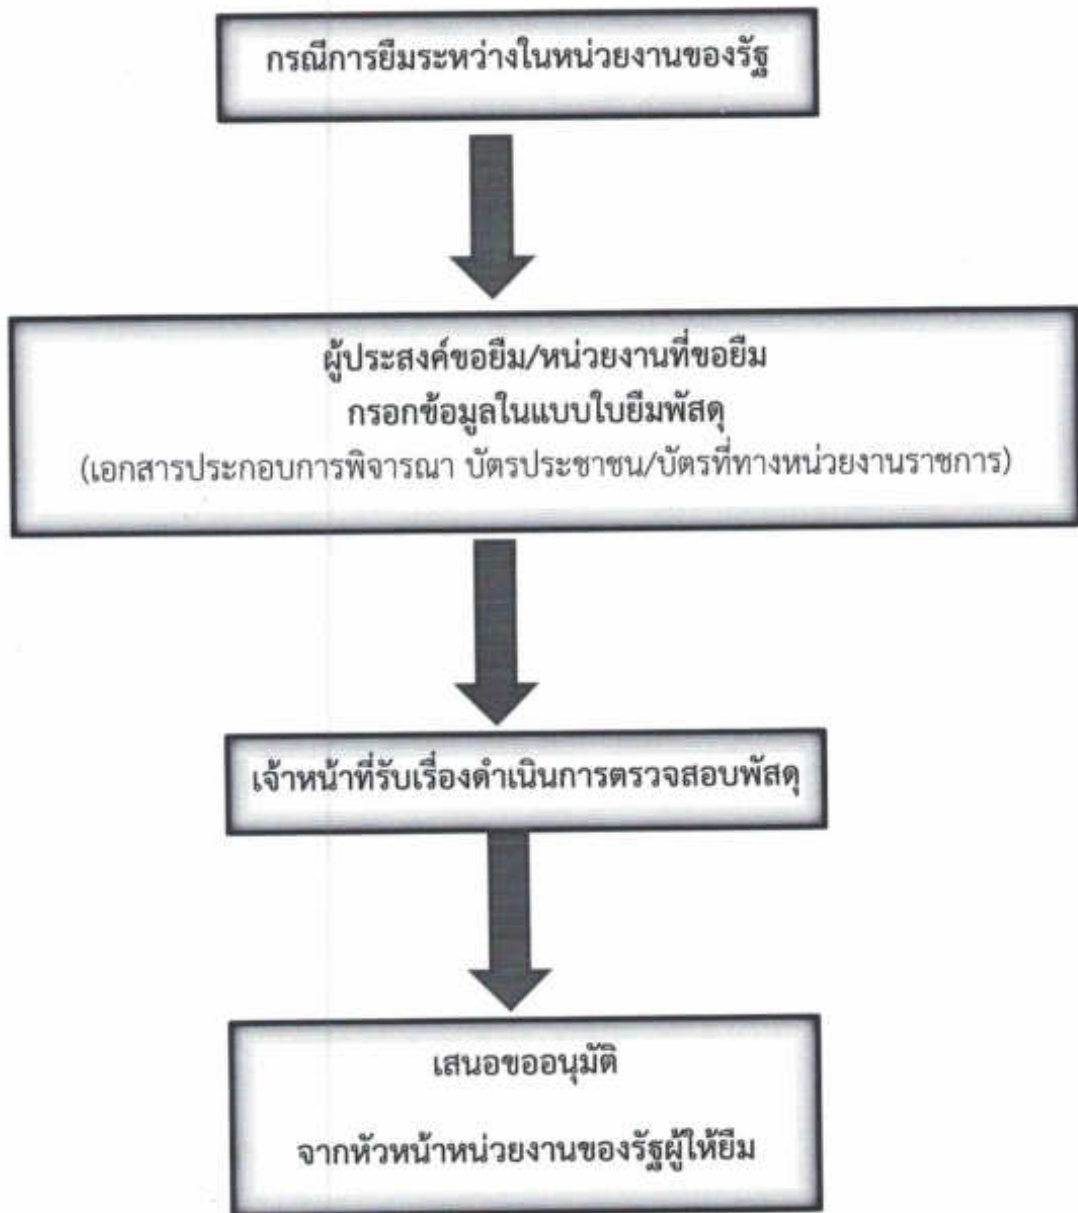 กรณีการยืมระหว่างในหน่วยงานของรัฐ
ผู้ประสงค์ขอยืม/หน่วยงานที่ขอยืม
กรอกข้อมูลในแบบใบยืมพัสดุ
(เอกสารประกอบการพิจารณา บัตรประชาชน/บัตรที่ทางหน่วยงานราชการ)
เจ้าหน้าที่รับเรื่องดำเนินการตรวจสอบพัสดุ
เสนอขออนุมัติ
จากหัวหน้าหน่วยงานของรัฐผู้ให้ยืม